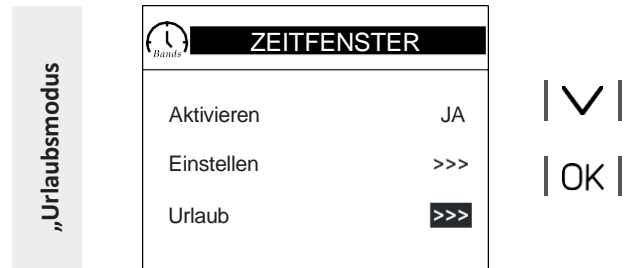 „Urlaubsmodus
Bands
ZEITFENSTER
Aktivieren JA
Einstellen >>>
Urlaub >>>
OK